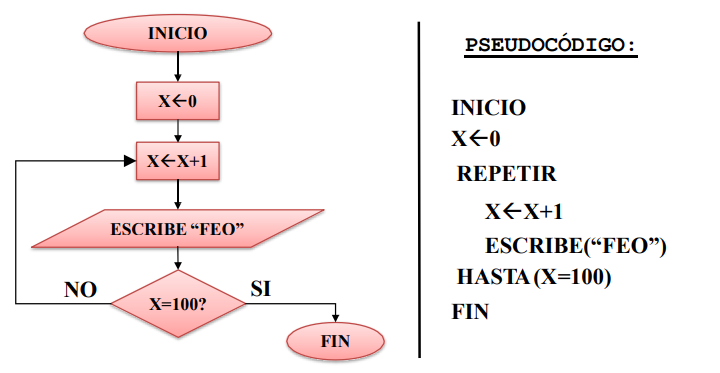 INICIO
X←0
X←X+1
ESCRIBE “FEO”
NO
X=100?
SI
FIN
PSEUDOCÓDIGO:
INICIO
X←0
REPETIR
X←X+1
ESCRIBE(“FEO”)
HASTA (X=100)
FIN